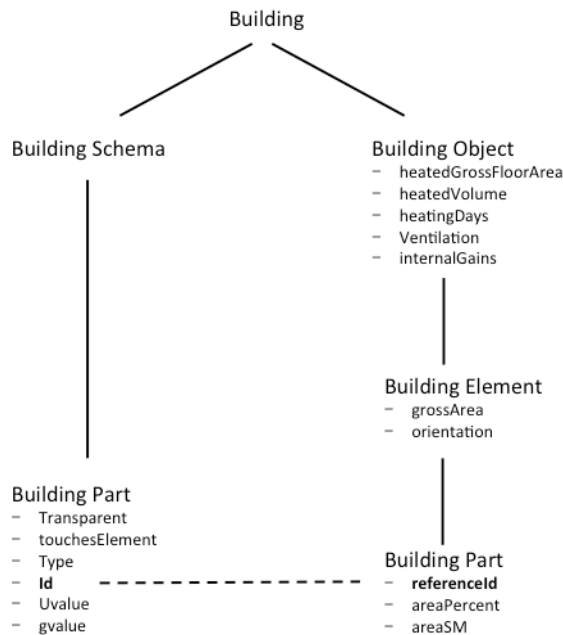 Building
Building Schema
Building Object
– heatedGrossFloorArea
– heatedVolume
– heatingDays
– Ventilation
– internalGains
Building Element
– grossArea
– orientation
Building Part
– Transparent
– touchesElement
– Type
– Id
– Uvalue
– gvalue
Building Part
– referenceId
– areaPercent
– areaSM